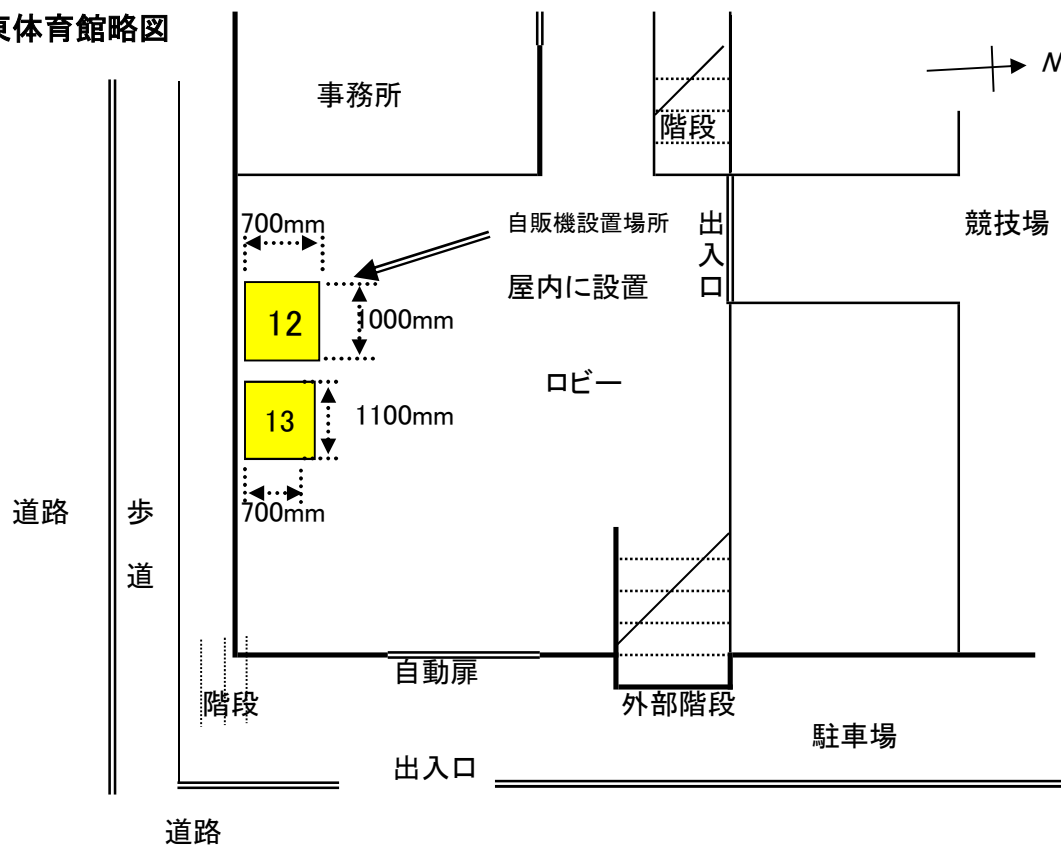 東体育館略図
N
事務所
階段
700mm
自販機設置場所
出入口
競技場
屋内に設置
12
1000mm
ロビー
13
1100mm
700mm
道路
歩道
自動扉
階段
外部階段
駐車場
出入口
道路